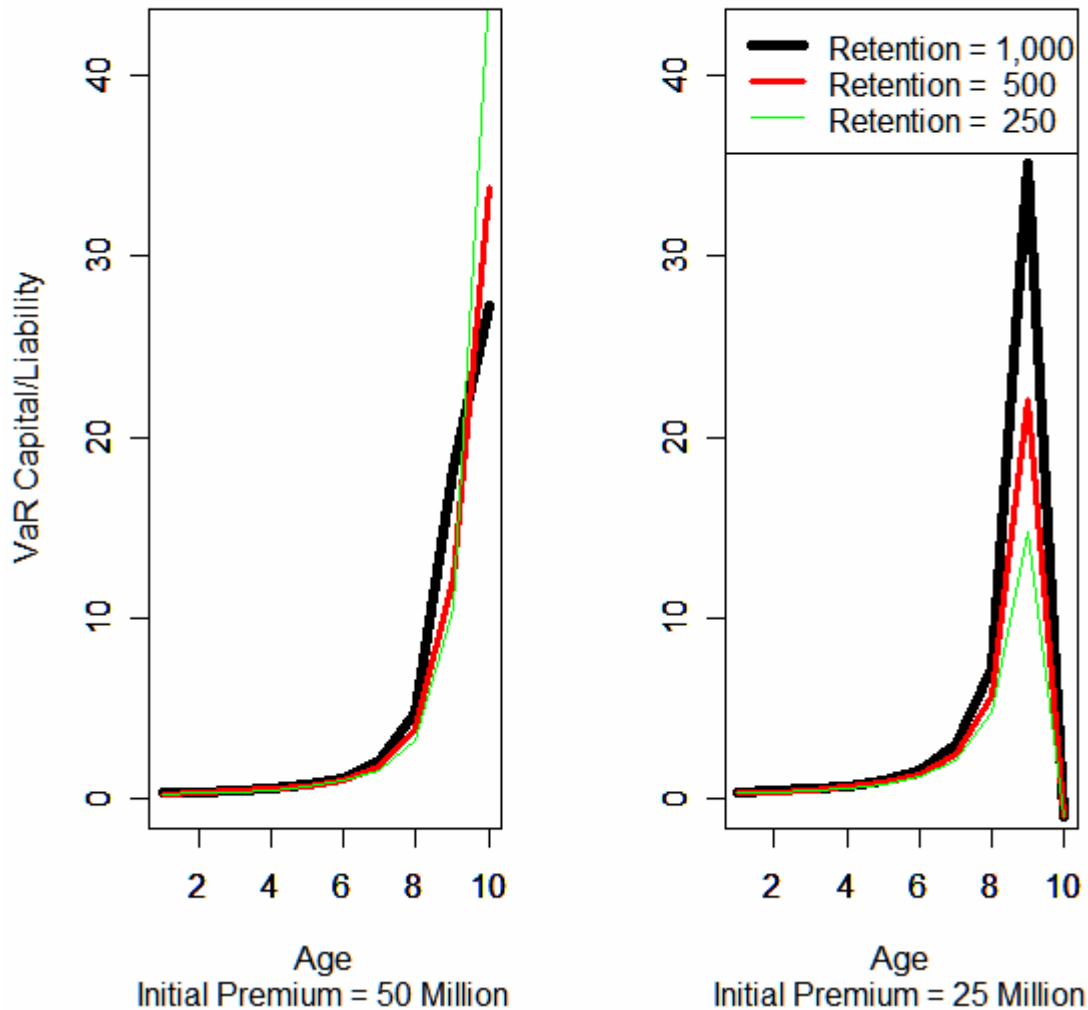 VaR Capital/Liability
40
30
20
10
0
2 4 6 8 10
Age
Initial Premium = 50 Million
Retention = 1,000
Retention = 500
Retention = 250
40
30
20
10
0
2 4 6 8 10
Age
Initial Premium = 25 Million